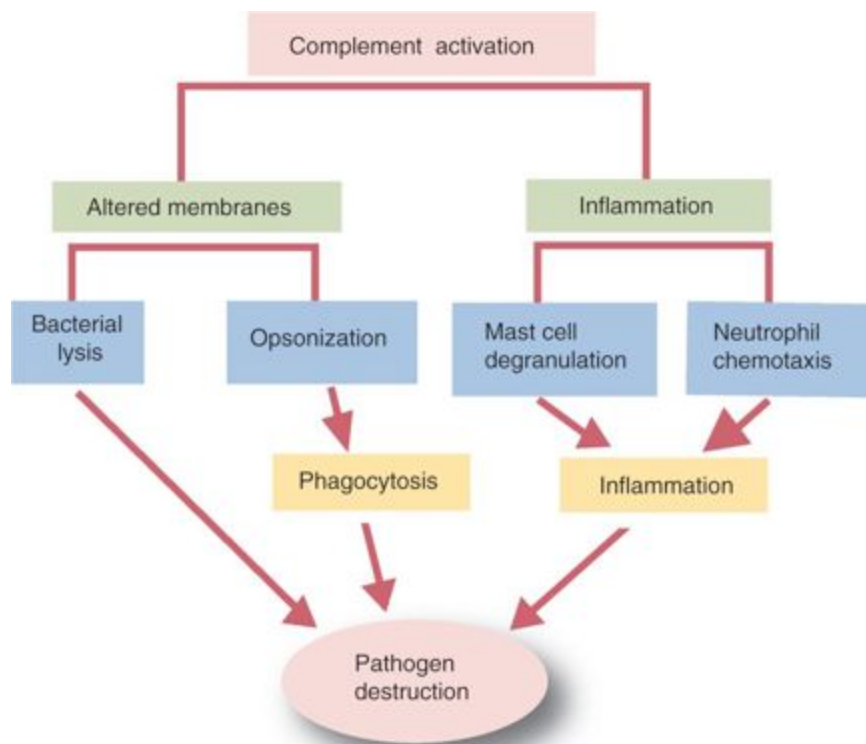 Complement activation
Altered membranes
Inflammation
Bacterial
lysis
Opsonization
Mast cell
degranulation
Neutrophil
chemotaxis
Phagocytosis
Inflammation
Pathogen
destruction